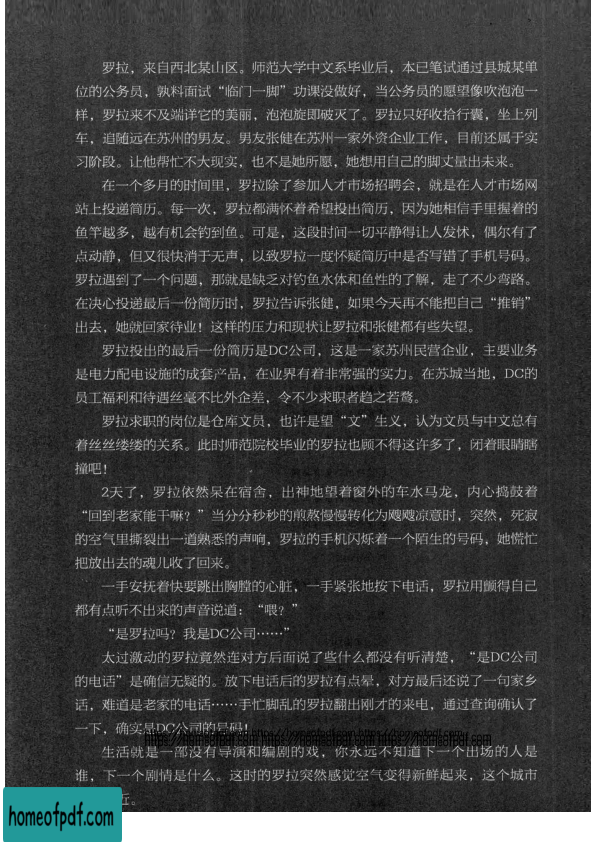 罗拉，来自西北某山区。师范大学中文系毕业后，本已笔试通过县城某单
位的公务员，孰料面试“临门一脚”功课没做好，当公务员的愿望像吹泡泡一
样，罗拉来不及端详它的美丽，泡泡旋即破灭了。罗拉只好收拾行囊，坐上列
车，追随远在苏州的男友。男友张健在苏州一家外资企业工作，目前还属于实
习阶段。让他帮忙不大现实，也不是她所愿，她想用自己的脚丈量出未来。
在一个多月的时间里，罗拉除了参加人才市场招聘会，就是在人才市场网
站上投递简历。每一次，罗拉都满怀着希望投出简历，因为她相信手里握着的
鱼竿越多，越有机会钓到鱼。可是，这段时间一切平静得让人发怵，偶尔有了
点动静，但又很快消于无声，以致罗拉一度怀疑简历中是否写错了手机号码。
罗拉遇到了一个问题，那就是缺乏对钓鱼水体和鱼性的了解，走了不少弯路。
在决心投递最后一份简历时，罗拉告诉张健，如果今天再不能把自己“推销”
出去，她就回家待业！这样的压力和现状让罗拉和张健都有些失望。
罗拉投出的最后一份简历是DC公司，这是一家苏州民营企业，主要业务
是电力配电设施的成套产品，在业界有着非常强的实力。在苏城当地，DC的
员工福利和待遇丝毫不比外企差，令不少求职者趋之若鹜。
罗拉求职的岗位是仓库文员，也许是望“文”生义，认为文员与中文总有
着丝丝缕缕的关系。此时师范院校毕业的罗拉也顾不得这许多了，闭着眼睛瞎
撞吧！
2天了，罗拉依然呆在宿舍，出神地望着窗外的车水马龙，内心捣鼓着
“回到老家能干嘛？”当分分秒秒的煎熬慢慢转化为飕飕凉意时，突然，死寂
的空气里撕裂出一道熟悉的声响，罗拉的手机闪烁着一个陌生的号码，她慌忙
把放出去的魂儿收了回来。
一手安抚着快要跳出胸膛的心脏，一手紧张地按下电话，罗拉用颤得自己
都有点听不出来的声音说道：“喂？”
“是罗拉吗？我是DC公司……”
太过激动的罗拉竟然连对方后面说了些什么都没有听清楚，“是DC公司
的电话”是确信无疑的。放下电话后的罗拉有点晕，对方最后还说了一句家乡
话，难道是老家的电话……手忙脚乱的罗拉翻出刚才的来电，通过查询确认了
一下，确实是DC公司的号码！
https://homeofpdf.com
生活就是一部没有导演和编剧的戏，你永远不知道下一个出场的人是
谁，下一个剧情是什么。这时的罗拉突然感觉空气变得新鲜起来，这个城市
近。
homeofpdf.com